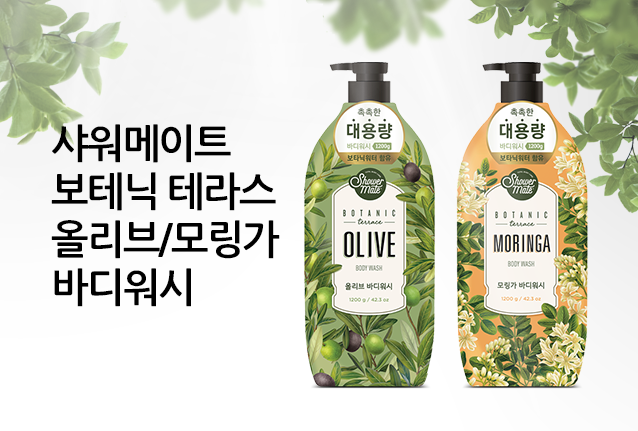 샤워메이트
보테닉 테라스
올리브/모링가
바디워시
촉촉한
대용량
바디워시 1200g
보타닉워터 함유
Shower
Mate
BOTANIC
terrace
OLIVE
BODY WASH
올리브 바디워시
1200 g / 42.3 oz
촉촉한
대용량
바디워시 1200g
보타닉워터 함유
Shower
Mate
BOTANIC
terrace
MORINGA
BODY WASH
모링가 바디워시
1200 g / 42.3 oz